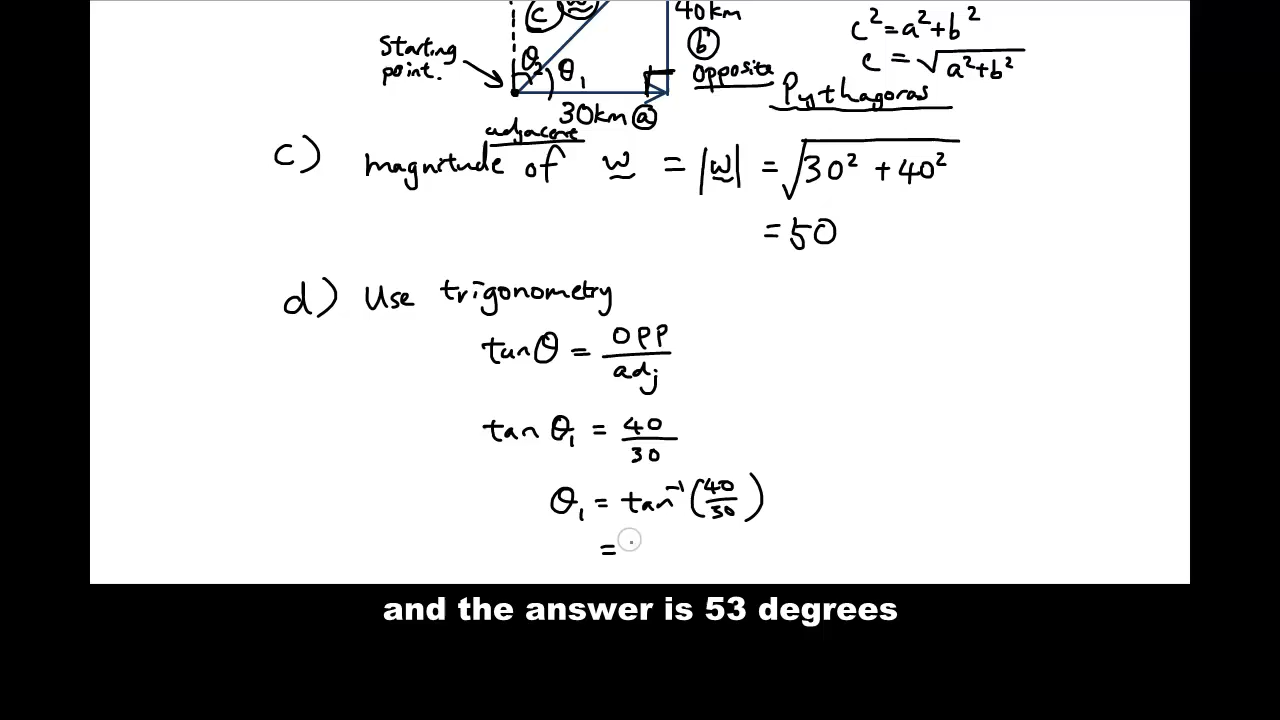 40km
c w
c² = a² + b²
Starting
point.
θ₂ θ₁
b
opposite
c = √a² + b²
30km a
Pythagoras
adjacent
c) magnitude of w = |w| = √30² + 40²
= 50
d) Use trigonometry
tanθ = opp
adj
tan θ₁ = 40
30
θ₁ = tan⁻¹(40
30)
=
and the answer is 53 degrees